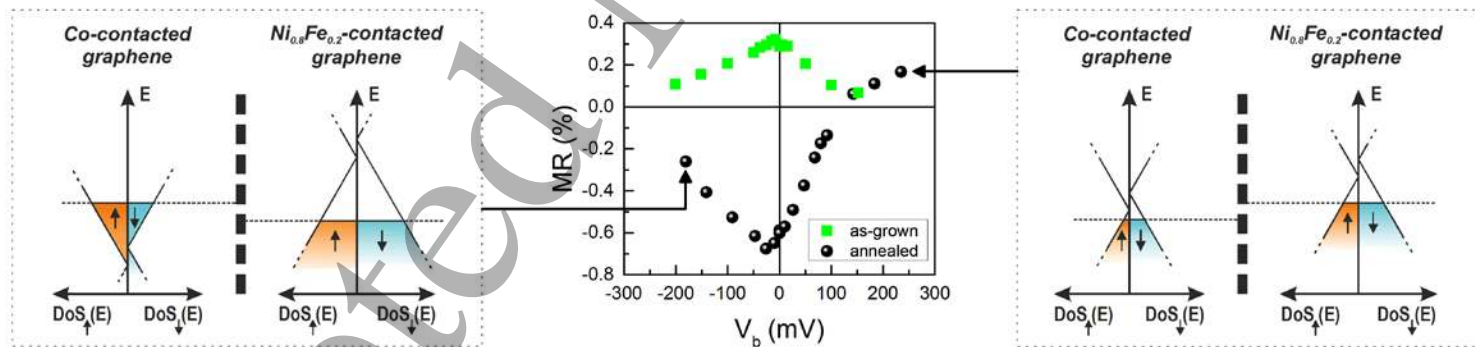 Co-contacted
graphene
Ni0.8Fe0.2-contacted
graphene
E
E
↑
↓
↑
↓
DoS↑(E)
DoS↓(E)
DoS↑(E)
DoS↓(E)
MR (%)
0.4
0.2
0.0
-0.2
-0.4
-0.6
-0.8
as-grown
annealed
-300
-200
-100
0
100
200
300
Vb (mV)
Co-contacted
graphene
Ni0.8Fe0.2-contacted
graphene
E
E
↑
↓
↑
↓
DoS↑(E)
DoS↓(E)
DoS↑(E)
DoS↓(E)